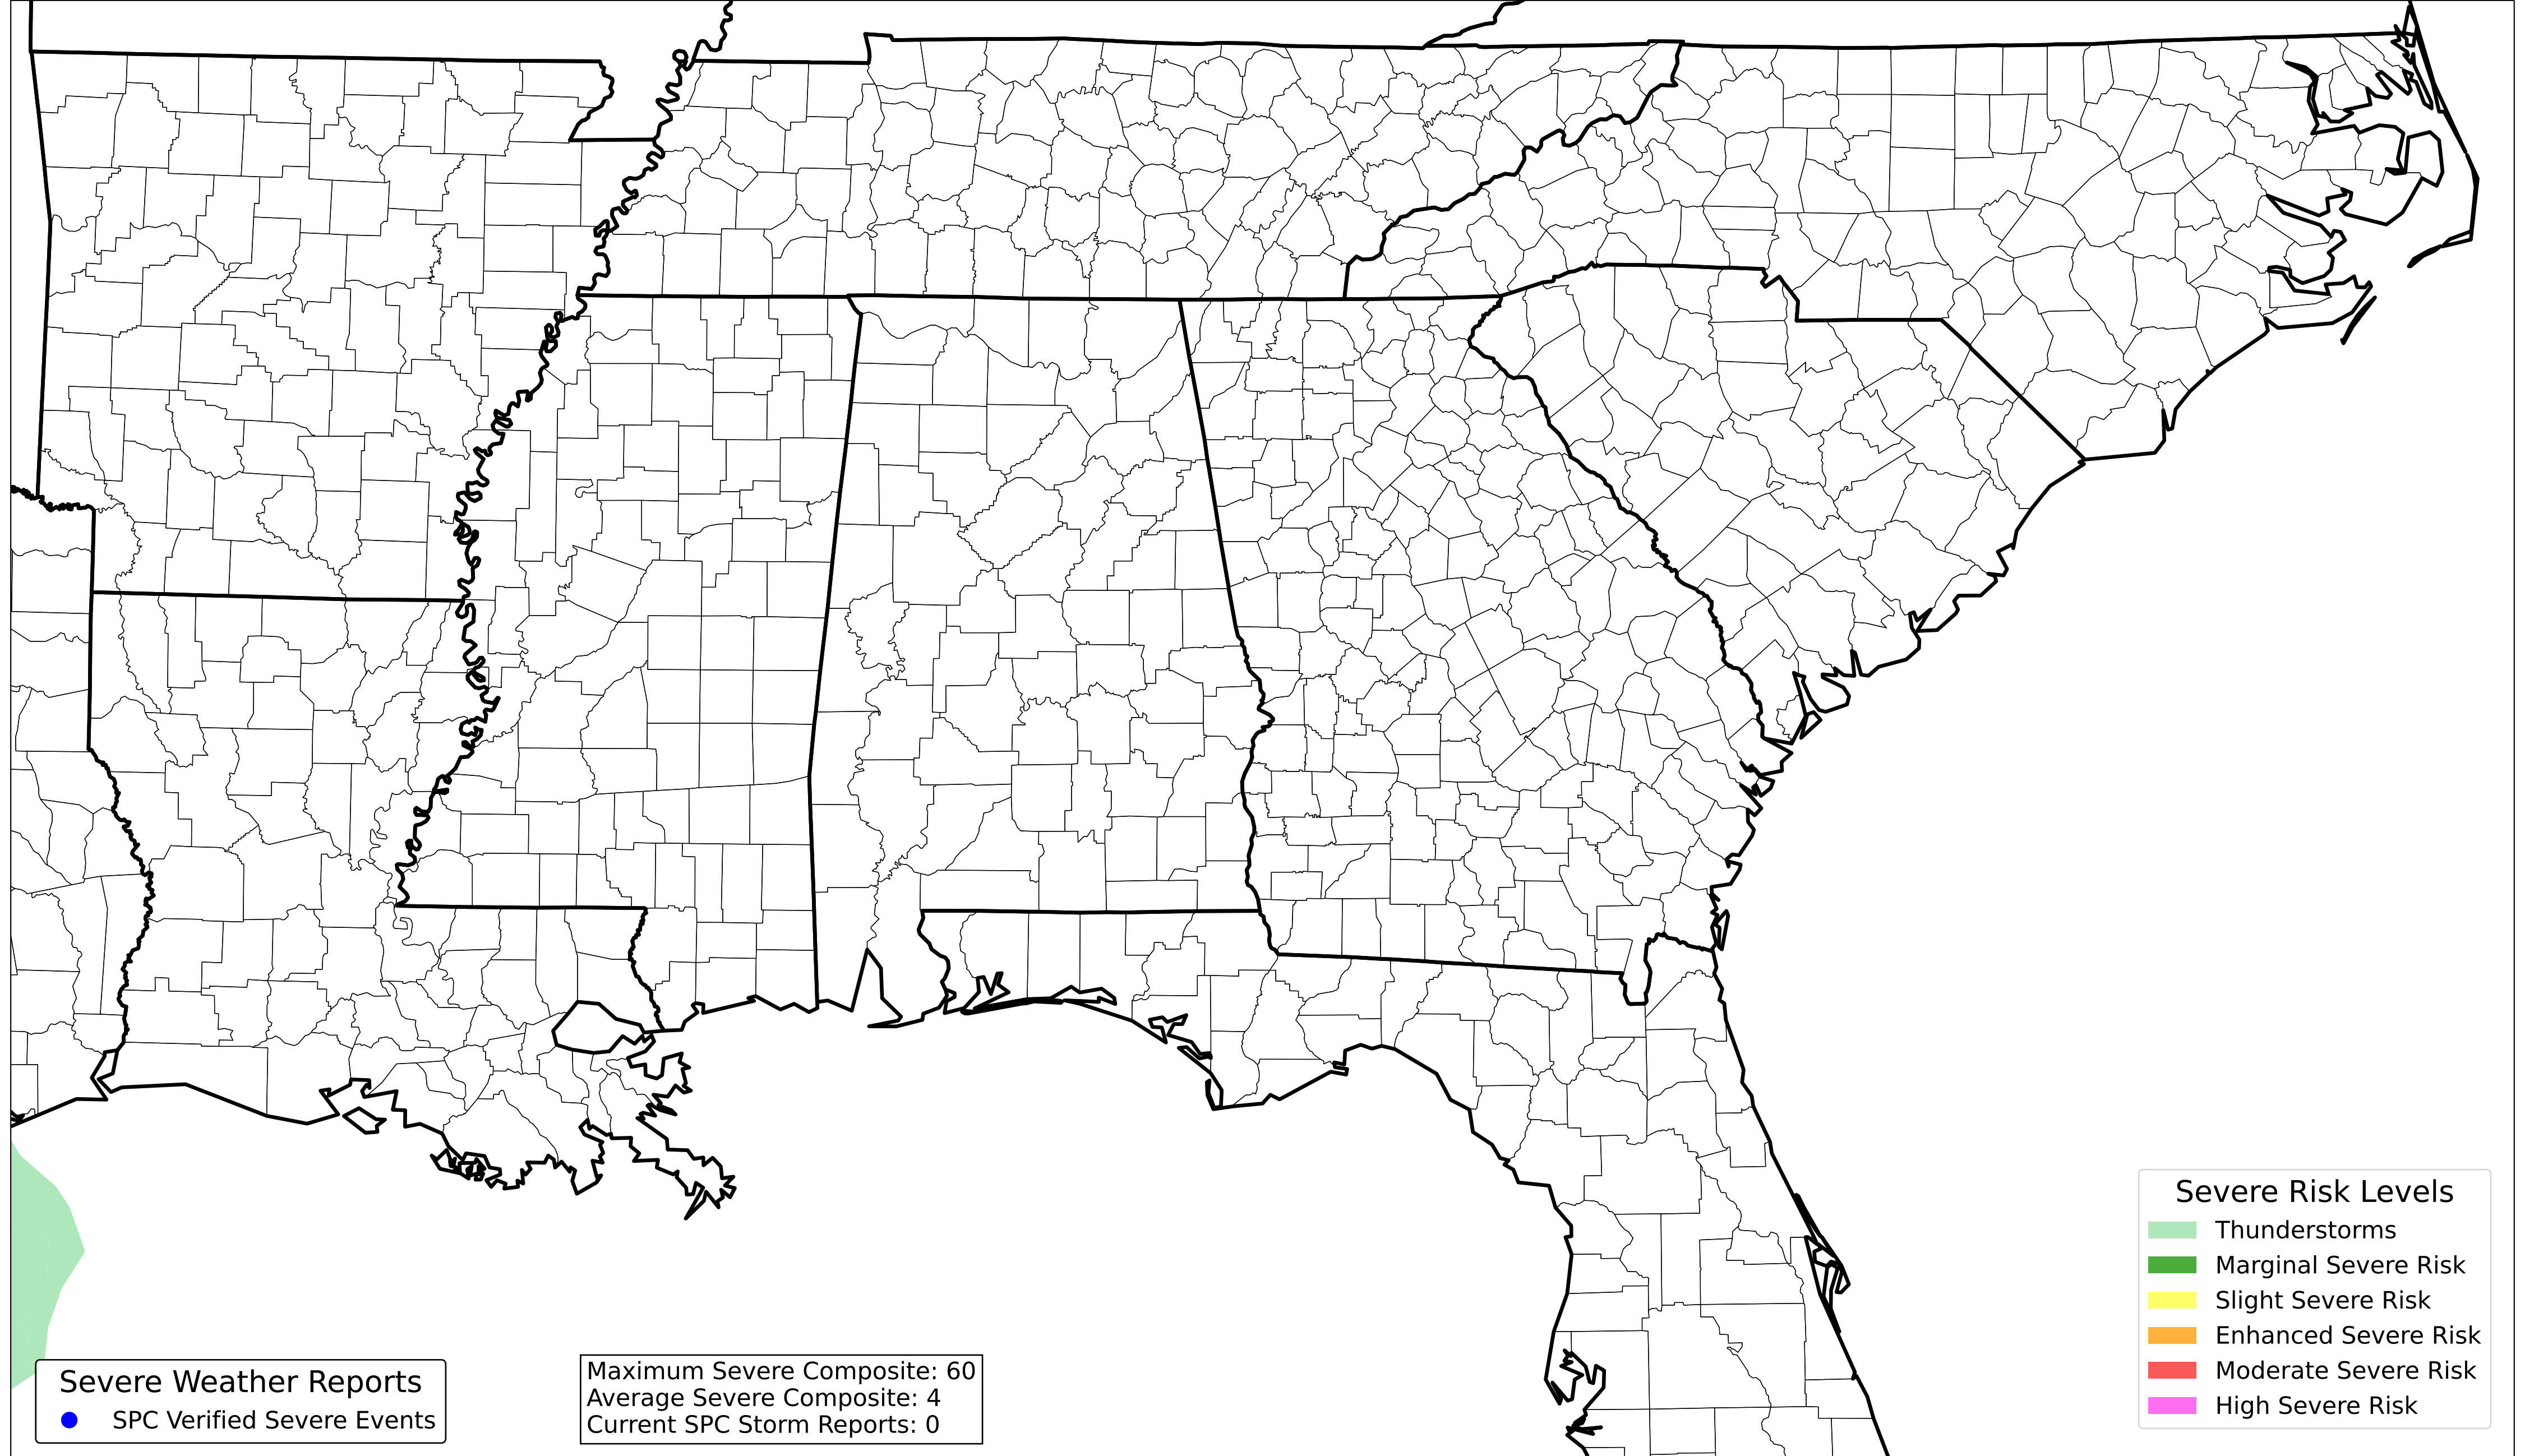 Severe Weather Reports
SPC Verified Severe Events
Maximum Severe Composite: 60
Average Severe Composite: 4
Current SPC Storm Reports: 0
Severe Risk Levels
Thunderstorms
Marginal Severe Risk
Slight Severe Risk
Enhanced Severe Risk
Moderate Severe Risk
High Severe Risk